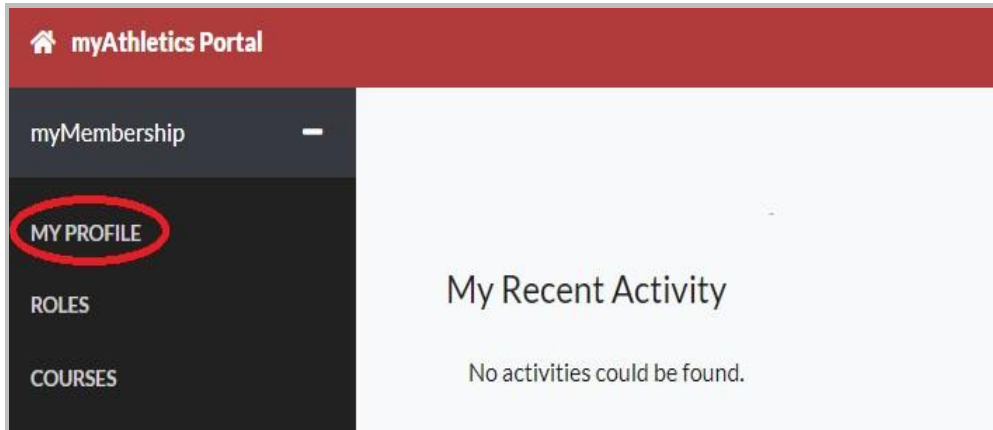 myAthletics Portal
myMembership
MY PROFILE
ROLES
COURSES
My Recent Activity
No activities could be found.